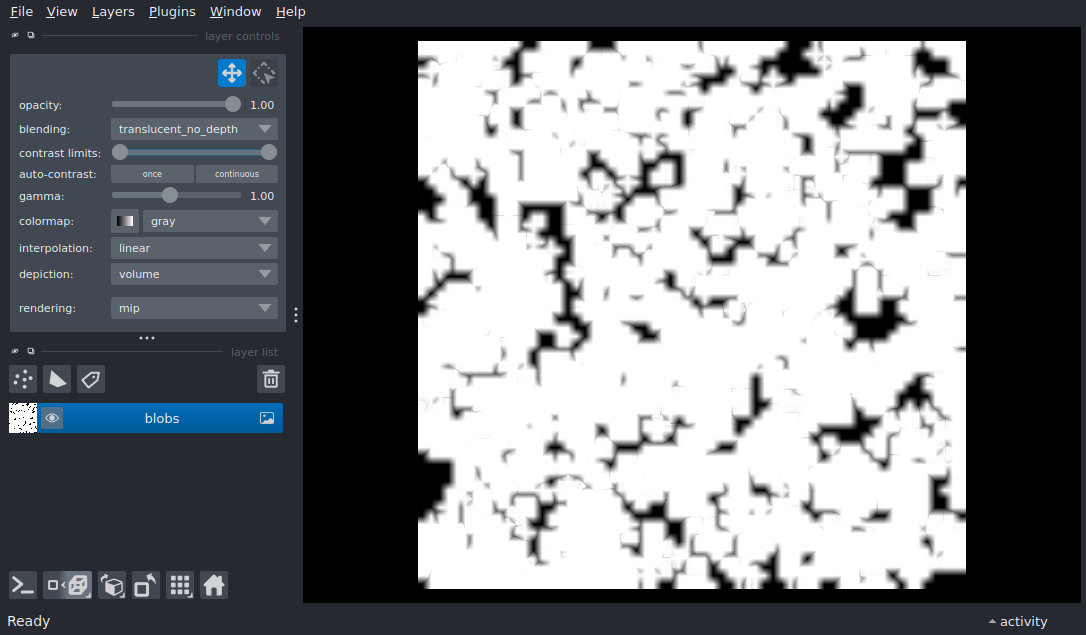 File View Layers Plugins Window Help
layer controls
opacity: 1.00
blending: translucent_no_depth
contrast limits:
auto-contrast: once continuous
gamma: 1.00
colormap: gray
interpolation: linear
depiction: volume
rendering: mip
layer list
blobs
Ready activity